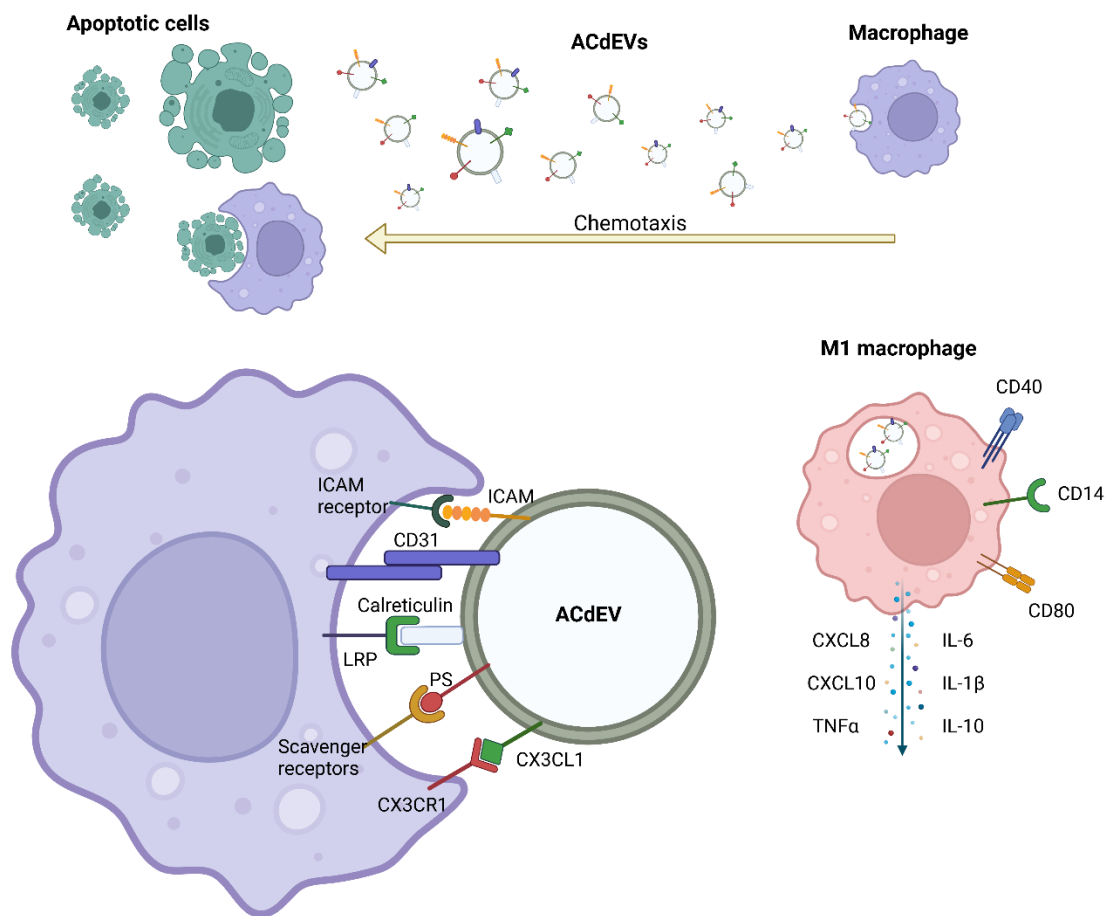 Apoptotic cells
ACdEVs
Macrophage
Chemotaxis
M1 macrophage
CD40
CD14
CD80
CXCL8
IL-6
CXCL10
IL-1β
TNFα
IL-10
ICAM
receptor
ICAM
CD31
Calreticulin
LRP
PS
Scavenger
receptors
CX3CR1
CX3CL1
ACdEV